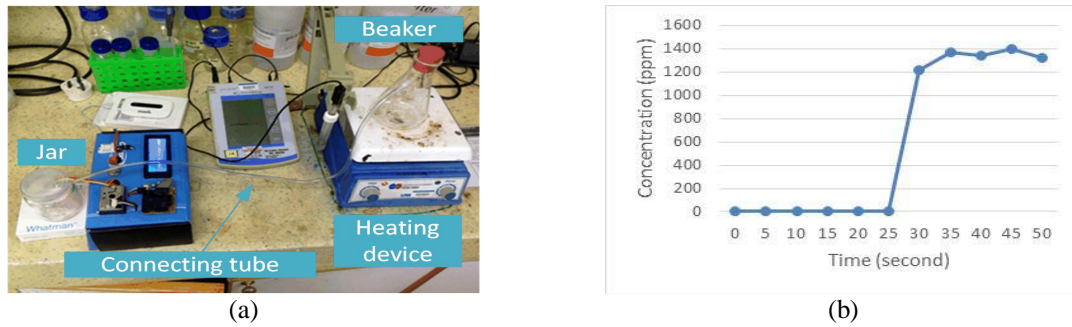 Beaker
Jar
Whatman
Connecting tube
Heating
device
(a)
1600
1400
1200
1000
800
600
400
200
0
Concentration (ppm)
0 5 10 15 20 25 30 35 40 45 50
Time (second)
(b)